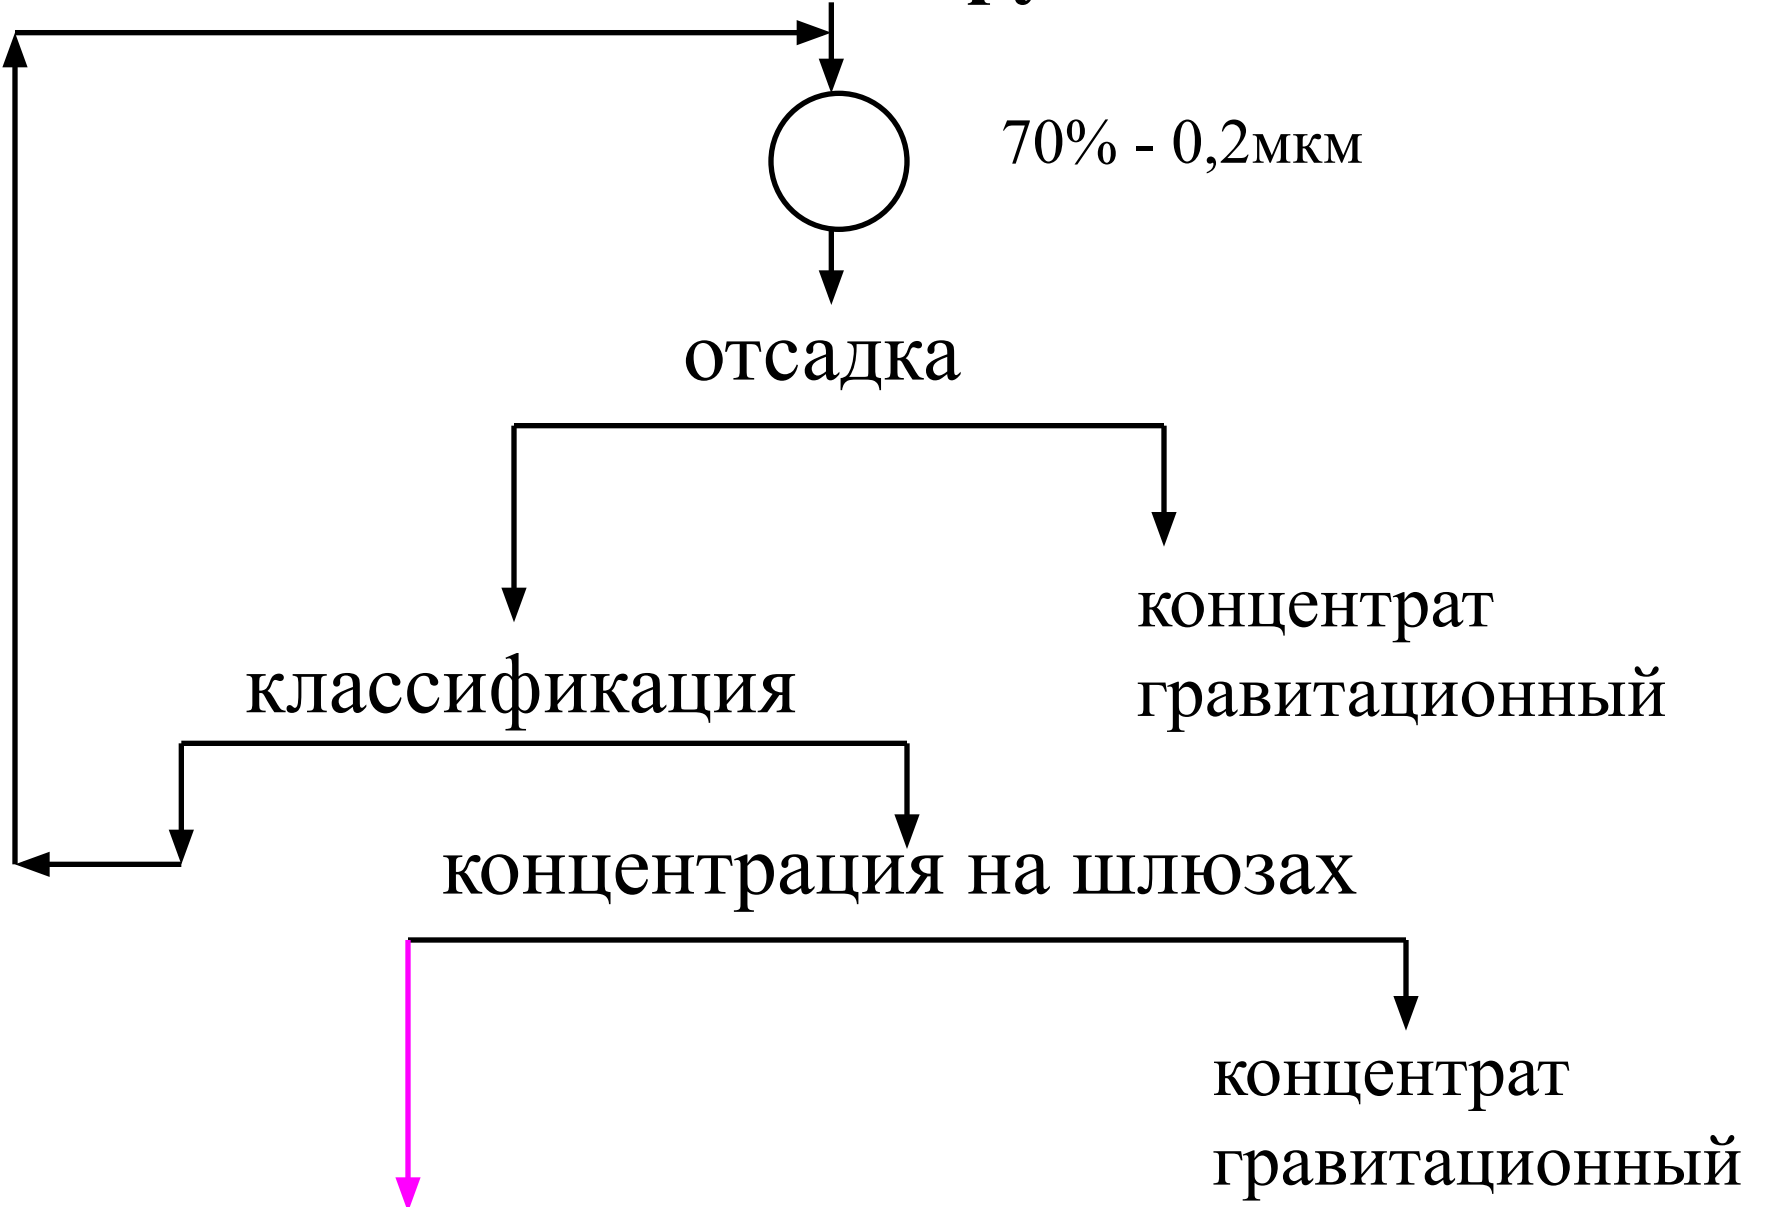 70% - 0,2мкм
отсадка
концентрат
гравитационный
классификация
концентрация на шлюзах
концентрат
гравитационный